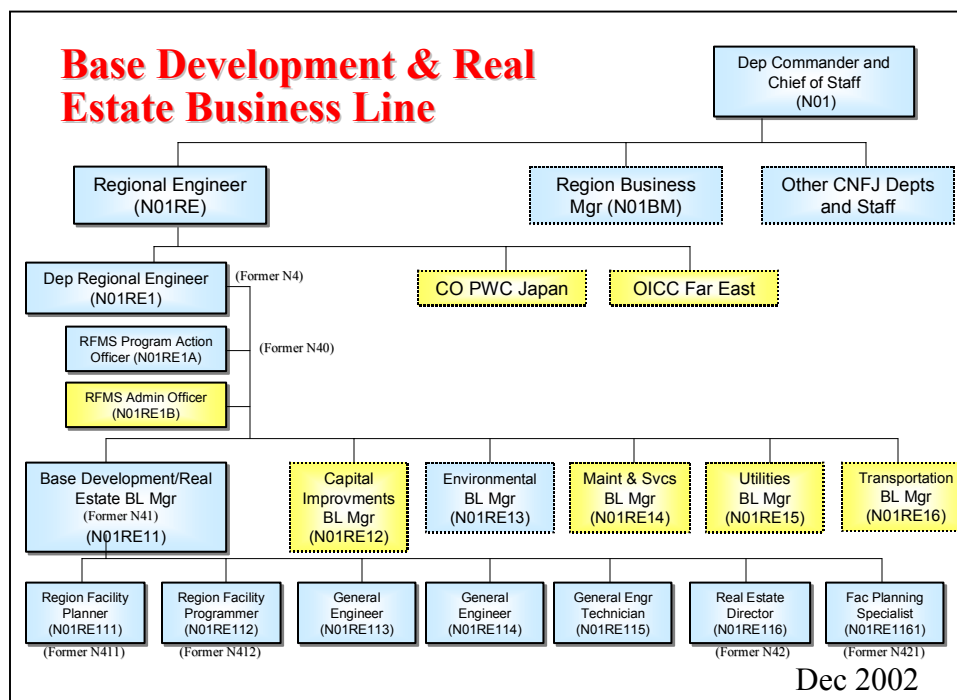 Base Development & Real
Estate Business Line
Dep Commander and
Chief of Staff
(N01)
Regional Engineer
(N01RE)
Region Business
Mgr (N01BM)
Other CNFJ Depts
and Staff
Dep Regional Engineer
(N01RE1)
(Former N4)
CO PWC Japan
OICC Far East
RFMS Program Action
Officer (N01RE1A)
(Former N40)
RFMS Admin Officer
(N01RE1B)
Base Development/Real
Estate BL Mgr
(Former N41)
(N01RE11)
Capital
Improvments
BL Mgr
(N01RE12)
Environmental
BL Mgr
(N01RE13)
Maint & Svcs
BL Mgr
(N01RE14)
Utilities
BL Mgr
(N01RE15)
Transportation
BL Mgr
(N01RE16)
Region Facility
Planner
(N01RE111)
(Former N411)
Region Facility
Programmer
(N01RE112)
(Former N412)
General
Engineer
(N01RE113)
General
Engineer
(N01RE114)
General Engr
Technician
(N01RE115)
Real Estate
Director
(N01RE116)
(Former N42)
Fac Planning
Specialist
(N01RE1161)
(Former N421)
Dec 2002